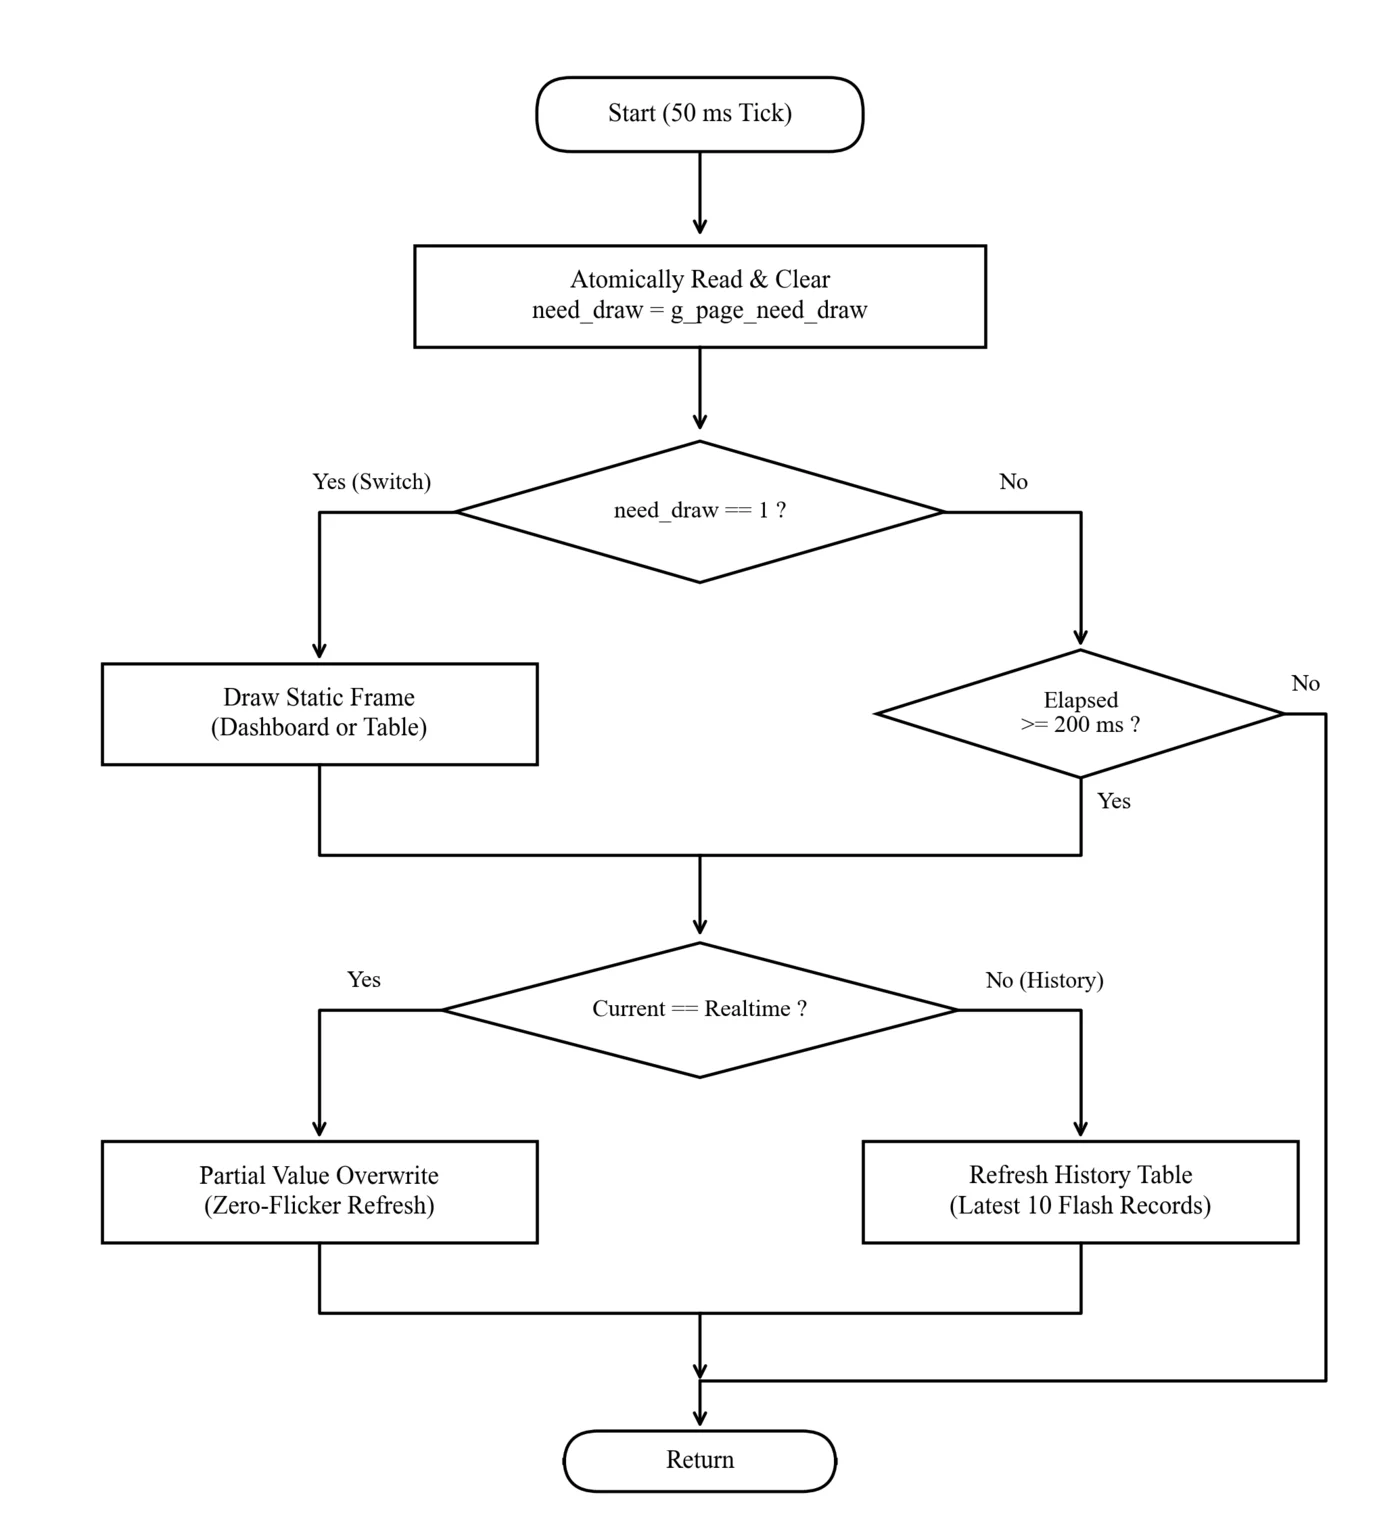 Start (50 ms Tick)
Atomically Read & Clear
need_draw = g_page_need_draw
Yes (Switch)
No
need_draw == 1 ?
Draw Static Frame
(Dashboard or Table)
No
Elapsed
>= 200 ms ?
Yes
Yes
No (History)
Current == Realtime ?
Partial Value Overwrite
(Zero-Flicker Refresh)
Refresh History Table
(Latest 10 Flash Records)
Return